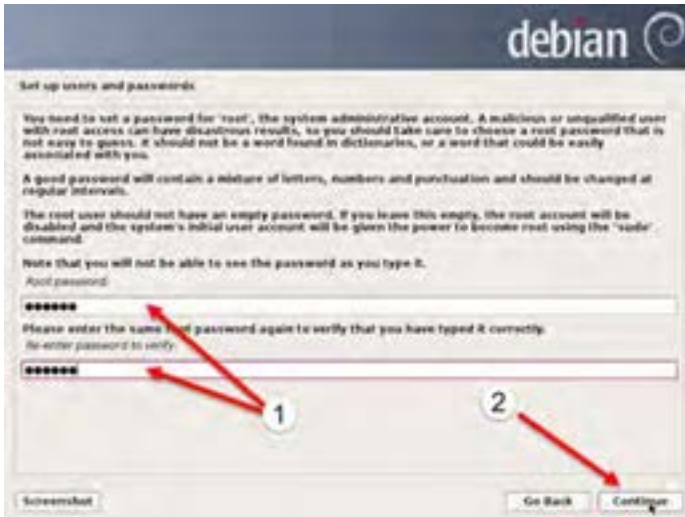 debian
Set up users and passwords
You need to set a password for 'root', the system administrative account. A malicious or unqualified user
with root access can have disastrous results, so you should take care to choose a root password that is
not easy to guess. It should not be a word found in dictionaries, or a word that could be easily
associated with you.
A good password will contain a mixture of letters, numbers and punctuation and should be changed at
regular intervals.
The root user should not have an empty password. If you leave this empty, the root account will be
disabled and the system's initial user account will be given the power to become root using the "sudo"
command.
Note that you will not be able to see the password as you type it.
Root password:
●●●●●●
Please enter the same root password again to verify that you have typed it correctly.
Re-enter password to verify:
●●●●●●
1
2
Screenshot
Go Back
Continue